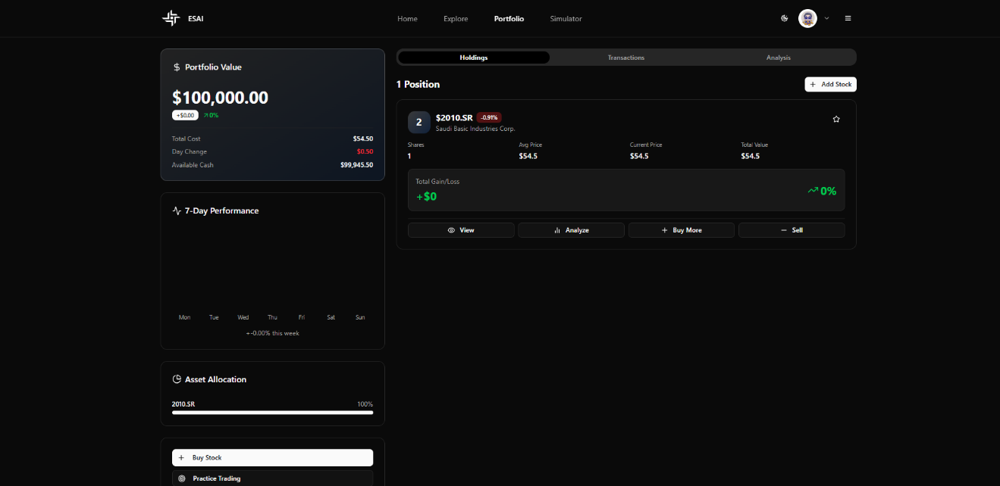 ESAI
Home Explore Portfolio Simulator
Portfolio Value
$100,000.00
+$0.00 0%
Total Cost $54.50
Day Change $0.50
Available Cash $99,945.50
7-Day Performance
Mon Tue Wed Thu Fri Sat Sun
+-0.00% this week
Asset Allocation
2010.SR 100%
+ Buy Stock
Practice Trading
Holdings Transactions Analysis
1 Position
+ Add Stock
2 $2010.SR -0.91%
Saudi Basic Industries Corp.
Shares Avg Price Current Price Total Value
1 $54.5 $54.5 $54.5
Total Gain/Loss
+$0 0%
View Analyze + Buy More − Sell